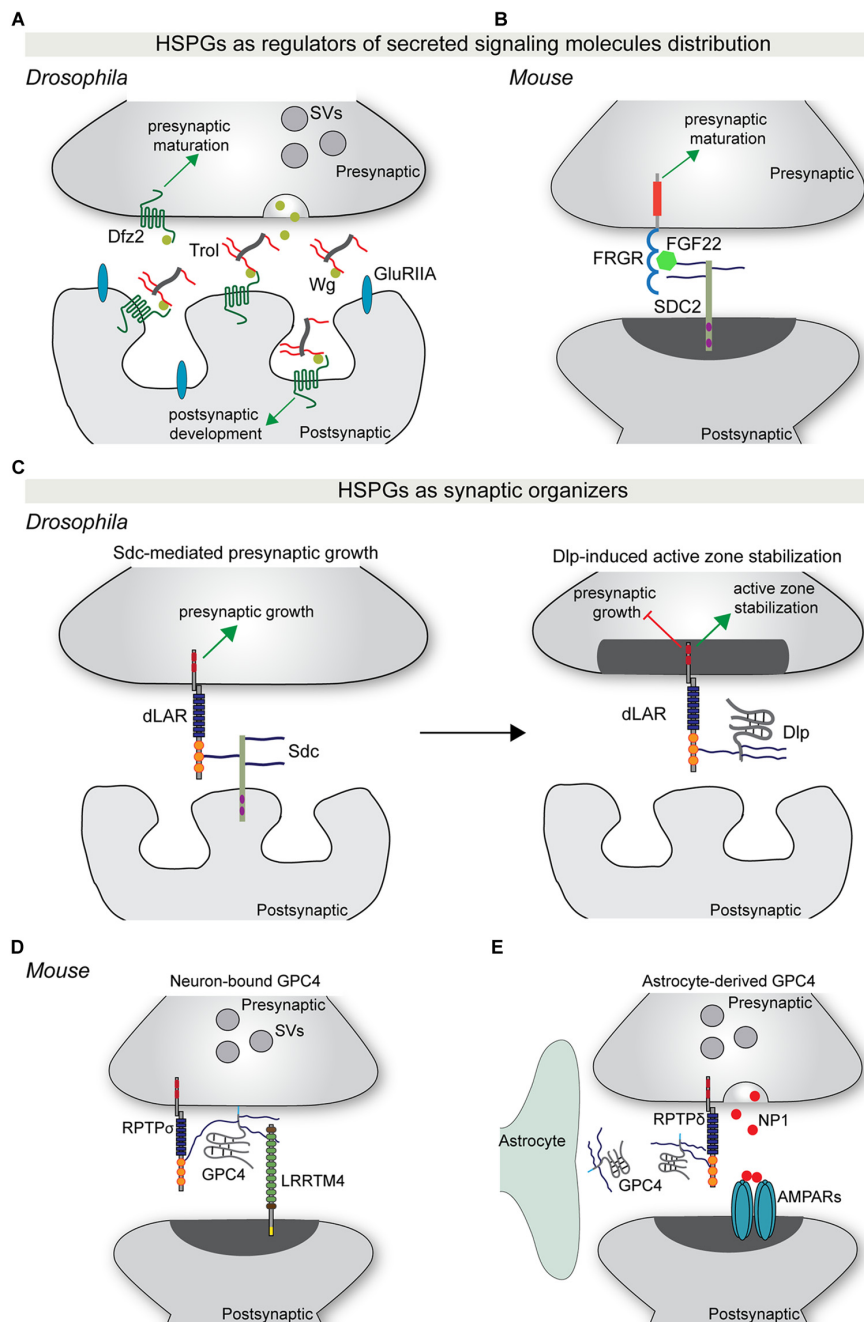 A
B
HSPGs as regulators of secreted signaling molecules distribution
Drosophila
Mouse
SVs
presynaptic
maturation
Presynaptic
Dfz2
Trol
Wg
GluRIIA
postsynaptic
development
Postsynaptic
presynaptic
maturation
Presynaptic
FGF22
FRGR
SDC2
Postsynaptic
C
HSPGs as synaptic organizers
Drosophila
Sdc-mediated presynaptic growth
presynaptic growth
dLAR
Sdc
Postsynaptic
Dlp-induced active zone stabilization
presynaptic
growth
active zone
stabilization
dLAR
Dlp
Postsynaptic
D
Mouse
Neuron-bound GPC4
Presynaptic
SVs
RPTPσ
GPC4
LRRTM4
Postsynaptic
E
Astrocyte-derived GPC4
Presynaptic
RPTPδ
NP1
Astrocyte
GPC4
AMPARs
Postsynaptic